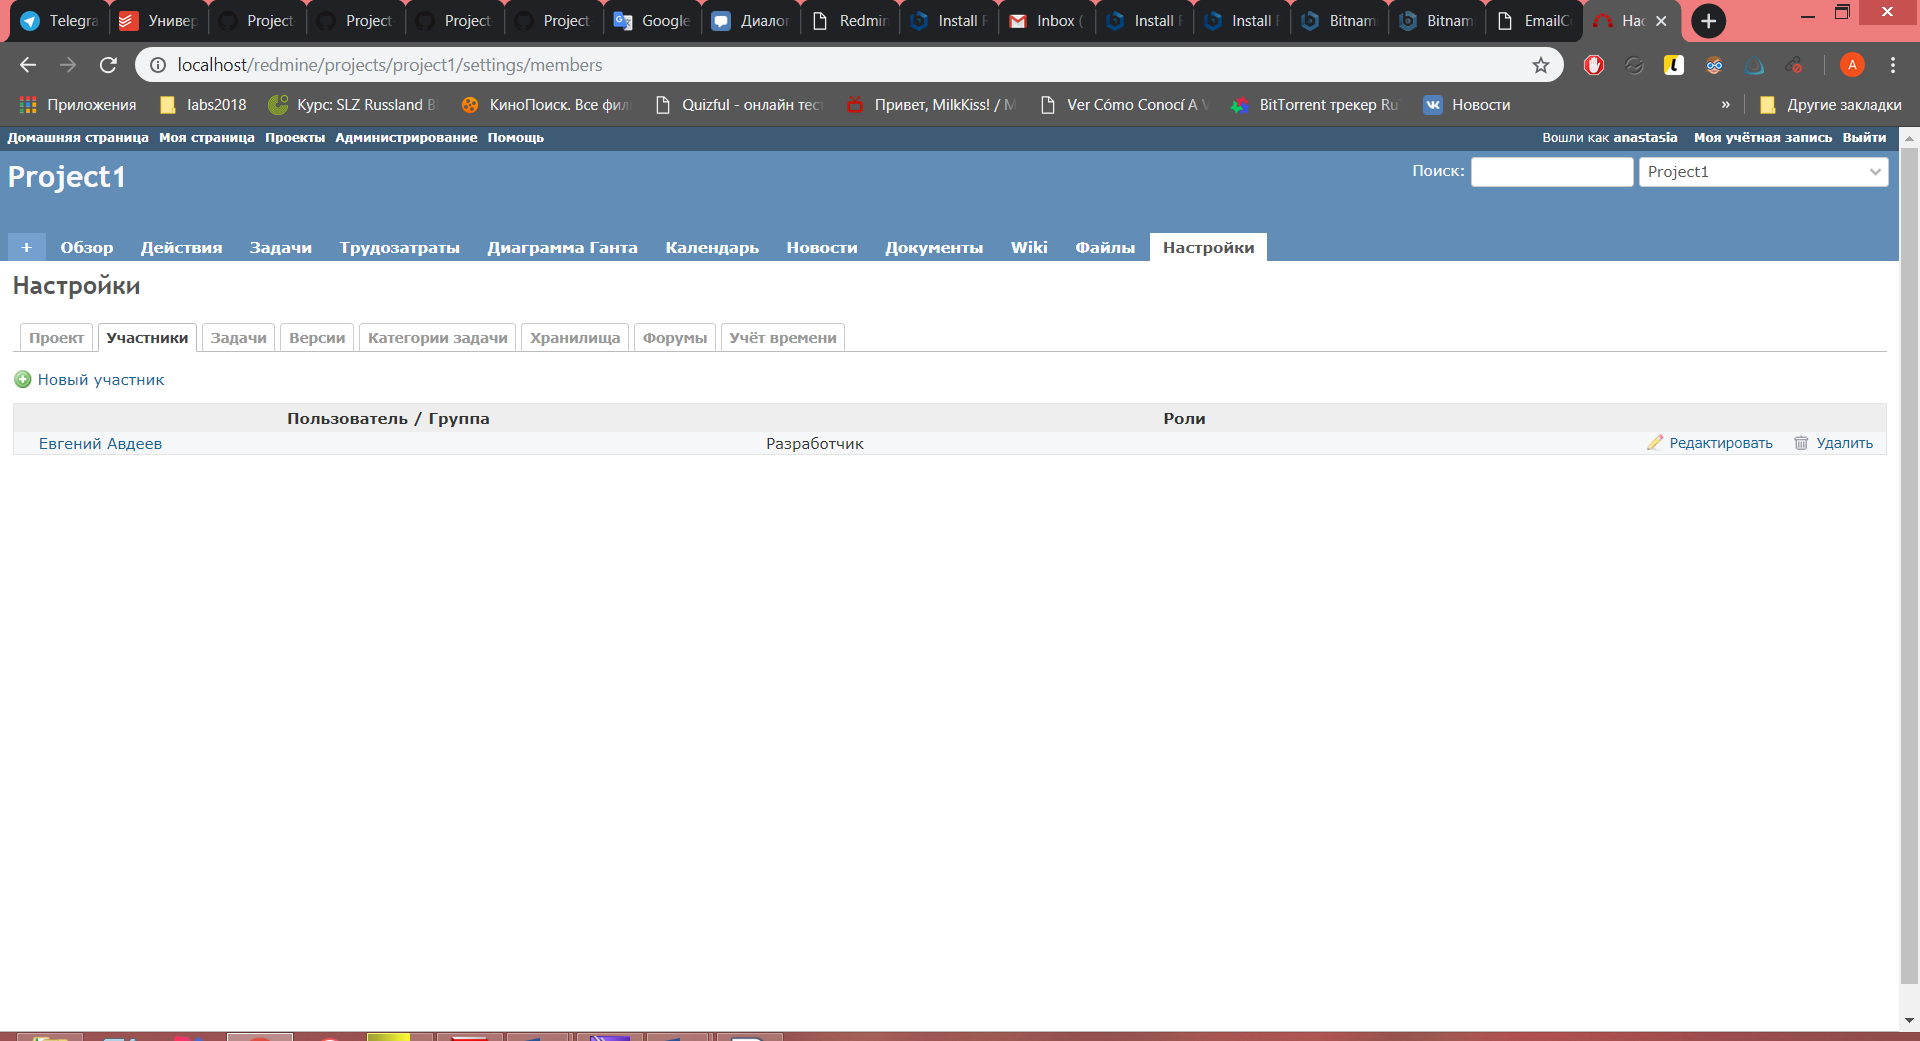 Telegra Универ Project Project Project Project Google Диалог Redmin Install F Inbox ( Install F Install F Bitnam Bitnam EmailCo Нас
localhost/redmine/projects/project1/settings/members
Приложения labs2018 Курс: SLZ Russland B КиноПоиск. Все фил Quizful - онлайн тест Привет, MilkKiss! / M Ver Cómo Conocí A V BitTorrent трекер Ru Новости » Другие закладки
Домашняя страница Моя страница Проекты Администрирование Помощь Вошли как anastasia Моя учётная запись Выйти
Project1 Поиск: Project1
+ Обзор Действия Задачи Трудозатраты Диаграмма Ганта Календарь Новости Документы Wiki Файлы Настройки
Настройки
Проект Участники Задачи Версии Категории задачи Хранилища Форумы Учёт времени
Новый участник
Пользователь / Группа Роли
Евгений Авдеев Разработчик Редактировать Удалить